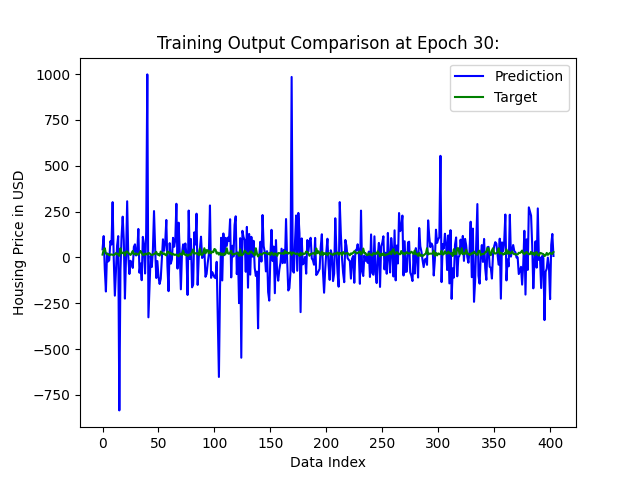 Training Output Comparison at Epoch 30:
Prediction
Target
Housing Price in USD
1000
750
500
250
0
−250
−500
−750
0 50 100 150 200 250 300 350 400
Data Index